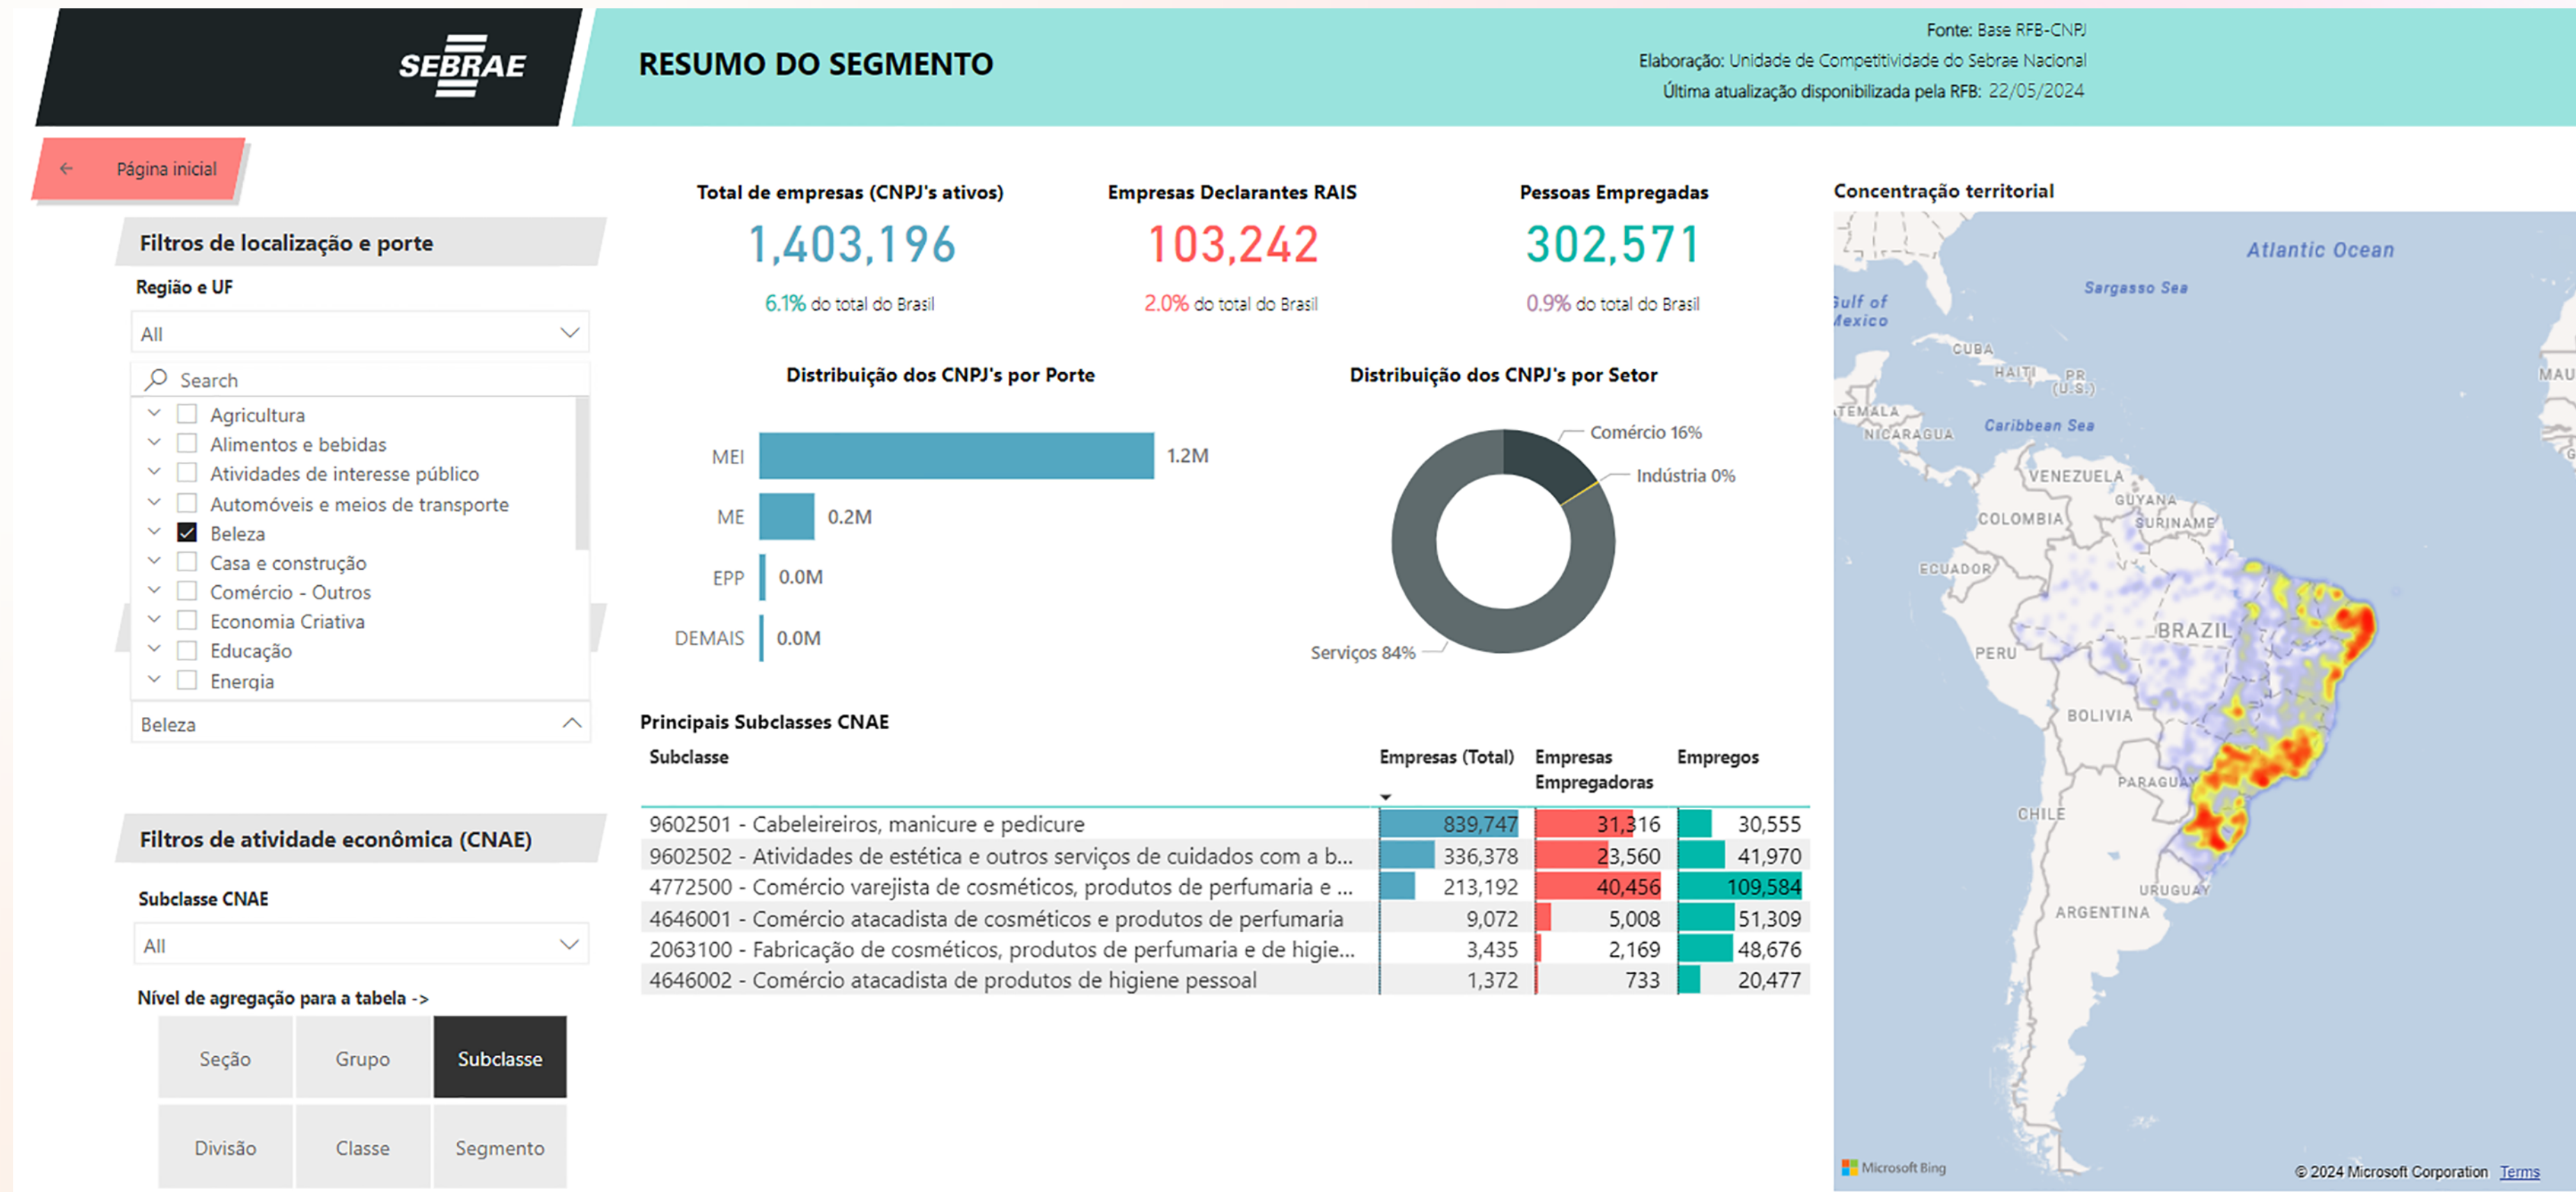 SEBRAE
RESUMO DO SEGMENTO
Fonte: Base RFB-CNPJ
Elaboração: Unidade de Competitividade do Sebrae Nacional
Última atualização disponibilizada pela RFB: 22/05/2024
Página inicial
Filtros de localização e porte
Região e UF
All
Search
Agricultura
Alimentos e bebidas
Atividades de interesse público
Automóveis e meios de transporte
Beleza
Casa e construção
Comércio - Outros
Economia Criativa
Educação
Energia
Beleza
Filtros de atividade econômica (CNAE)
Subclasse CNAE
All
Nível de agregação para a tabela ->
Seção Grupo Subclasse
Divisão Classe Segmento
Total de empresas (CNPJ's ativos)
1,403,196
6.1% do total do Brasil
Empresas Declarantes RAIS
103,242
2.0% do total do Brasil
Pessoas Empregadas
302,571
0.9% do total do Brasil
Distribuição dos CNPJ's por Porte
MEI 1.2M
ME 0.2M
EPP 0.0M
DEMAIS 0.0M
Distribuição dos CNPJ's por Setor
Comércio 16%
Indústria 0%
Serviços 84%
Principais Subclasses CNAE
Subclasse Empresas (Total) Empresas Empregadoras Empregos
9602501 - Cabeleireiros, manicure e pedicure 839,747 31,316 30,555
9602502 - Atividades de estética e outros serviços de cuidados com a b... 336,378 23,560 41,970
4772500 - Comércio varejista de cosméticos, produtos de perfumaria e ... 213,192 40,456 109,584
4646001 - Comércio atacadista de cosméticos e produtos de perfumaria 9,072 5,008 51,309
2063100 - Fabricação de cosméticos, produtos de perfumaria e de higie... 3,435 2,169 48,676
4646002 - Comércio atacadista de produtos de higiene pessoal 1,372 733 20,477
Concentração territorial
Atlantic Ocean
Sargasso Sea
Gulf of
Mexico
CUBA
HAITI
PR
(U.S.)
MAU
TEMALA
NICARAGUA
Caribbean Sea
VENEZUELA
GUYANA
SURINAME
COLOMBIA
ECUADOR
BRAZIL
PERU
BOLIVIA
PARAGUAY
CHILE
URUGUAY
ARGENTINA
Microsoft Bing
© 2024 Microsoft Corporation Terms